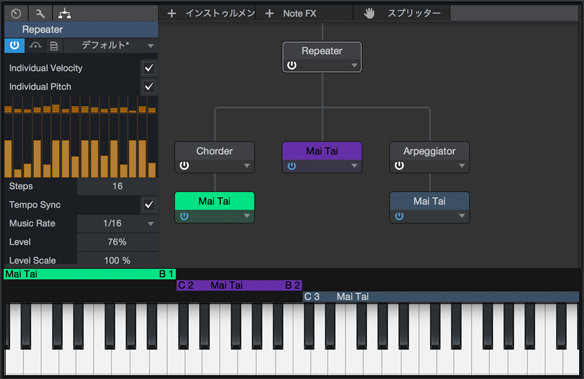 + インストゥルメン + Note FX スプリッター
Repeater
デフォルト*
Individual Velocity
Individual Pitch
Steps 16
Tempo Sync
Music Rate 1/16
Level 76%
Level Scale 100 %
Repeater
Chorder
Mai Tai
Arpeggiator
Mai Tai
Mai Tai
Mai Tai B 1
C 2 Mai Tai B 2
C 3 Mai Tai